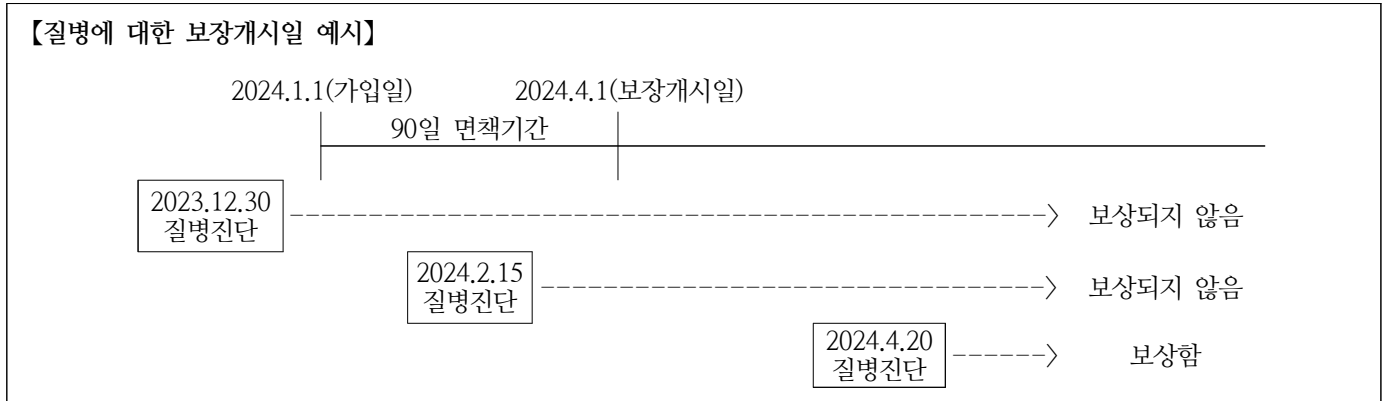 【질병에 대한 보장개시일 예시】
2024.1.1(가입일) 2024.4.1(보장개시일)
90일 면책기간
2023.12.30
질병진단
보상되지 않음
2024.2.15
질병진단
보상되지 않음
2024.4.20
질병진단
보상함